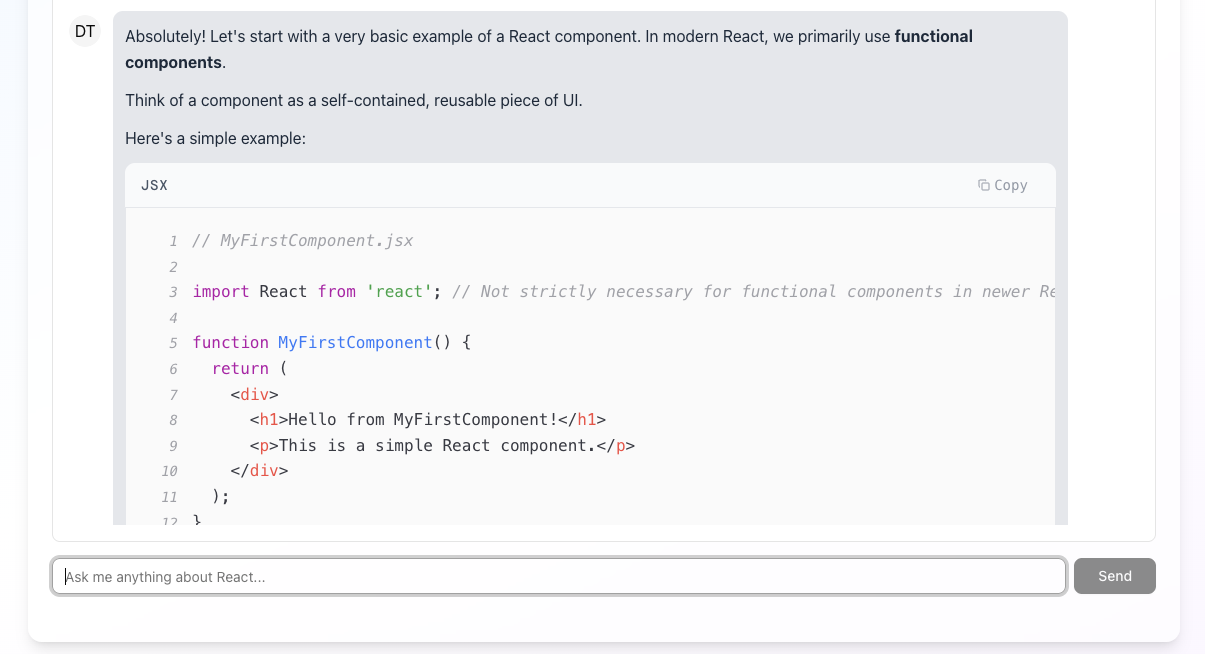 DT
Absolutely! Let's start with a very basic example of a React component. In modern React, we primarily use functional
components.
Think of a component as a self-contained, reusable piece of UI.
Here's a simple example:
JSX
Copy
1 // MyFirstComponent.jsx
2
3 import React from 'react'; // Not strictly necessary for functional components in newer
4
5 function MyFirstComponent() {
6   return (
7     <div>
8       <h1>Hello from MyFirstComponent!</h1>
9       <p>This is a simple React component.</p>
10     </div>
11   );
12 }
Ask me anything about React...
Send